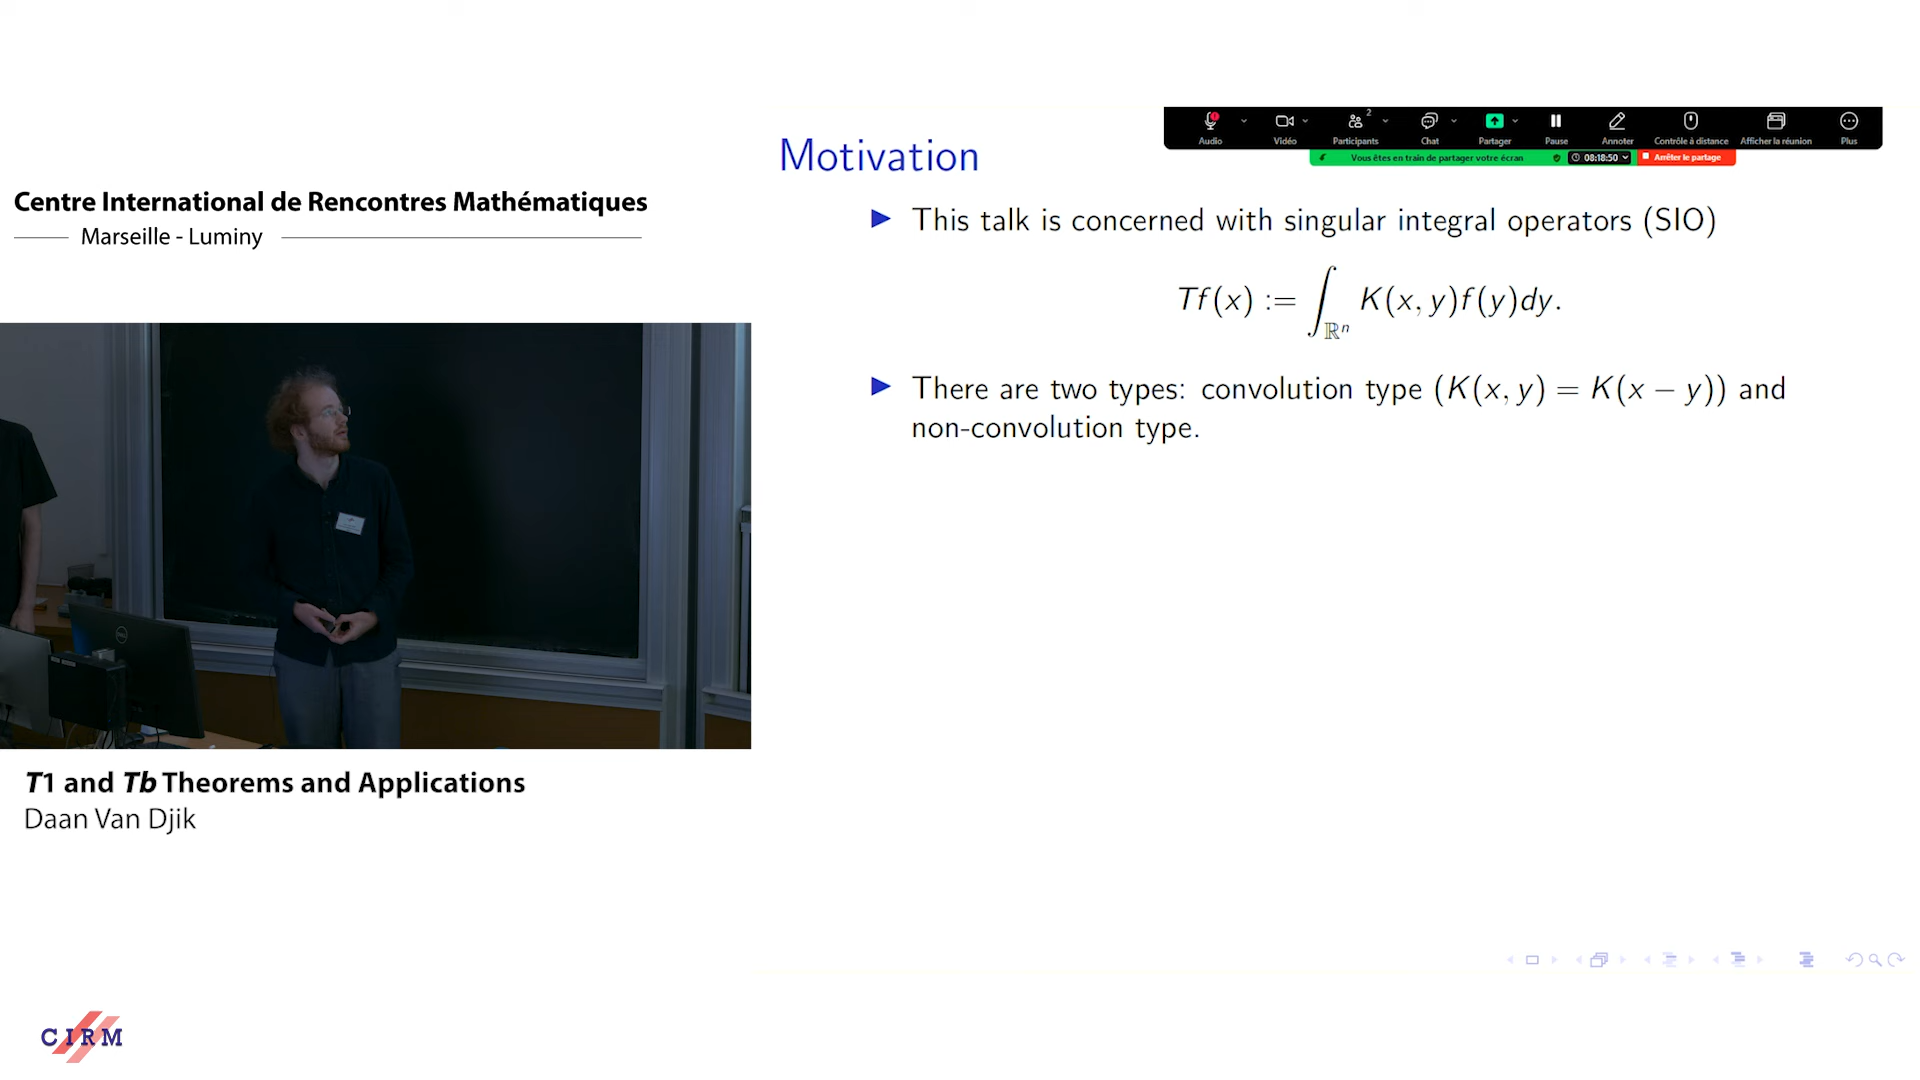 Audio
Vidéo
Participants
2
Chat
Partager
Pause
Annoter
Contrôle à distance
Afficher la réunion
Plus
Vous êtes en train de partager votre écran
08:18:50
Arrêter le partage
Motivation
Centre International de Rencontres Mathématiques
Marseille - Luminy
This talk is concerned with singular integral operators (SIO)
Tf(x) := ∫_{ℝⁿ} K(x, y)f(y)dy.
There are two types: convolution type (K(x, y) = K(x − y)) and
non-convolution type.
T1 and Tb Theorems and Applications
Daan Van Djik
CIRM